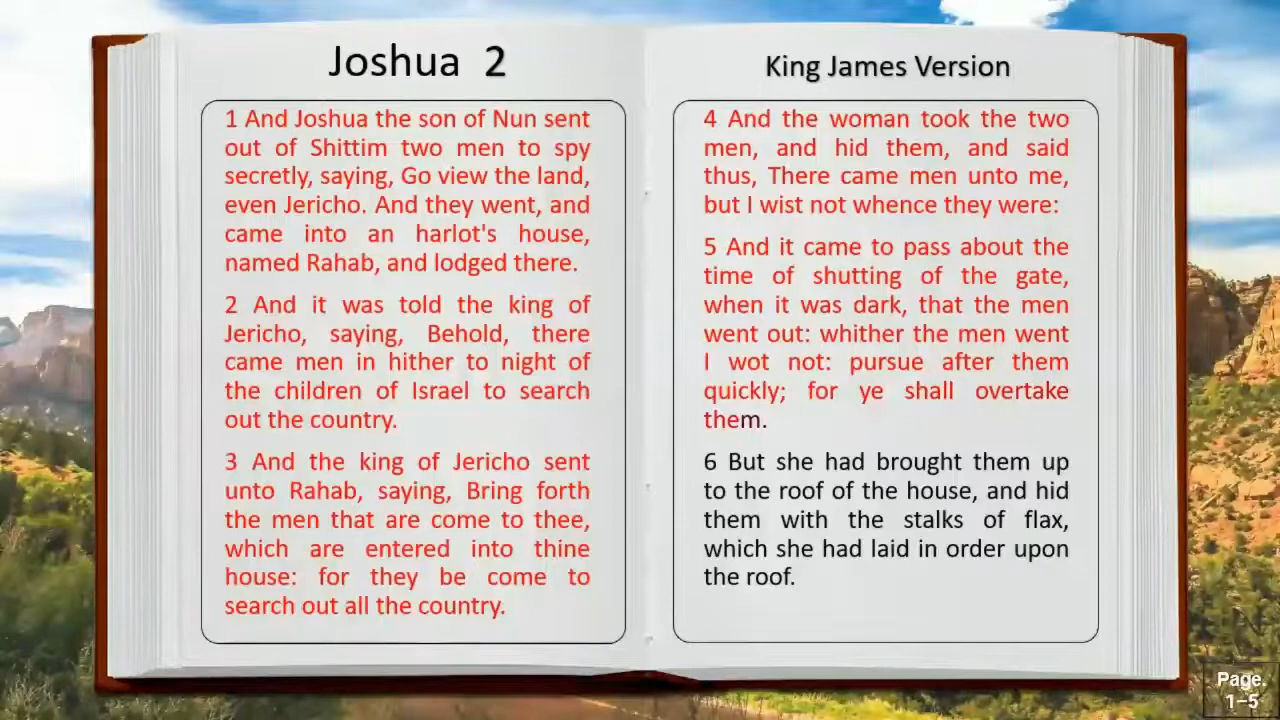 Joshua 2
1 And Joshua the son of Nun sent
out of Shittim two men to spy
secretly, saying, Go view the land,
even Jericho. And they went, and
came into an harlot's house,
named Rahab, and lodged there.
2 And it was told the king of
Jericho, saying, Behold, there
came men in hither to night of
the children of Israel to search
out the country.
3 And the king of Jericho sent
unto Rahab, saying, Bring forth
the men that are come to thee,
which are entered into thine
house: for they be come to
search out all the country.
King James Version
4 And the woman took the two
men, and hid them, and said
thus, There came men unto me,
but I wist not whence they were:
5 And it came to pass about the
time of shutting of the gate,
when it was dark, that the men
went out: whither the men went
I wot not: pursue after them
quickly; for ye shall overtake
them.
6 But she had brought them up
to the roof of the house, and hid
them with the stalks of flax,
which she had laid in order upon
the roof.
Page.
1-5